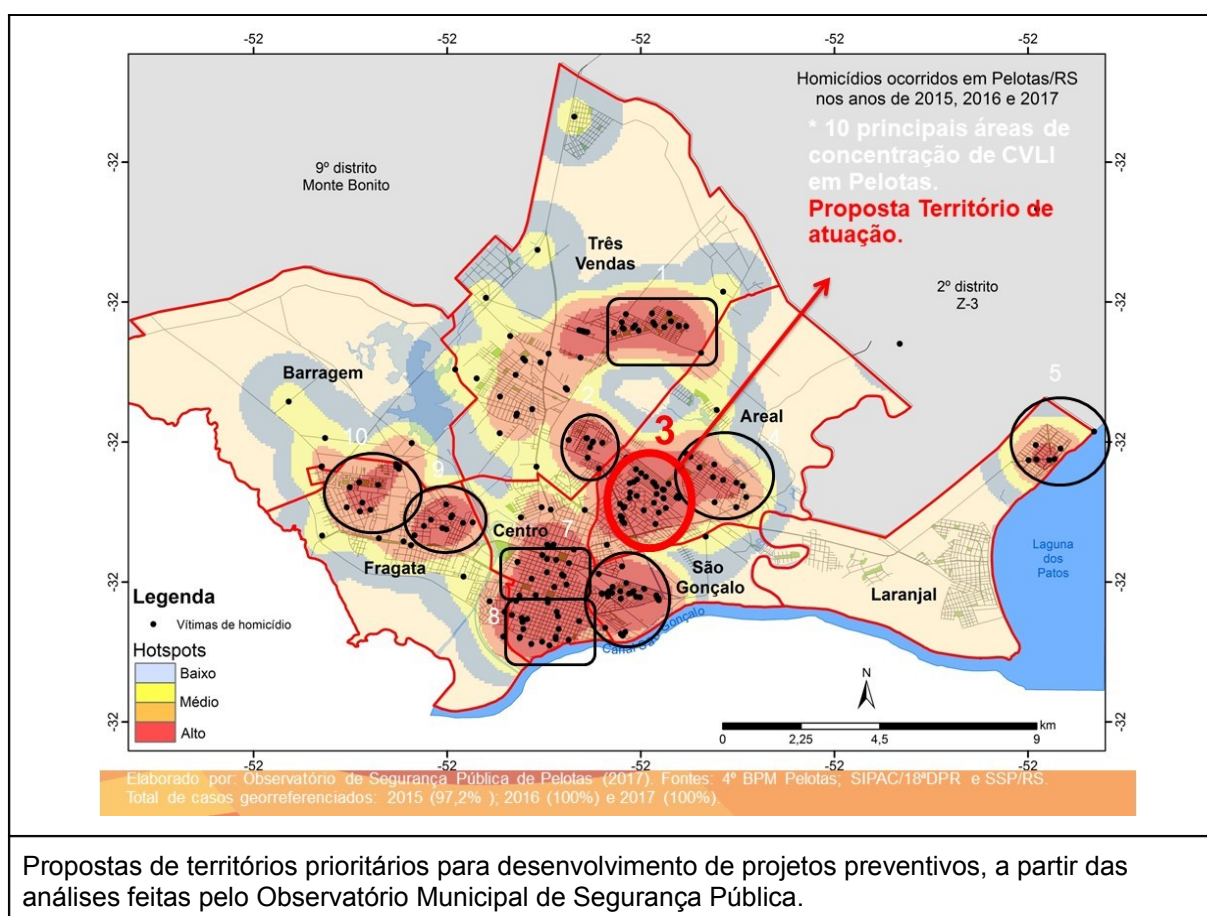 -52 -52 -52 -52 -52
Homicídios ocorridos em Pelotas/RS
nos anos de 2015, 2016 e 2017
* 10 principais áreas de
concentração de CVLI
em Pelotas.
Proposta Território de
atuação.
-32 -32
9º distrito
Monte Bonito
Três
Vendas
1
2º distrito
Z-3
-32 -32
Barragem
2
3
Areal
4
5
-32 -32
10
9
Centro
7
Fragata
São
Gonçalo
Laranjal
Laguna
dos
Patos
-32 -32
8
Canal São Gonçalo
Legenda
Vítimas de homicídio
Hotspots
Baixo
Médio
Alto
N
km
0 2,25 4,5 9
-32 -32
-52 -52 -52 -52 -52
Elaborado por: Observatório de Segurança Pública de Pelotas (2017). Fontes: 4º BPM Pelotas; SIPAC/18ªDPR e SSP/RS.
Total de casos georreferenciados: 2015 (97,2% ); 2016 (100%) e 2017 (100%).
Propostas de territórios prioritários para desenvolvimento de projetos preventivos, a partir das
análises feitas pelo Observatório Municipal de Segurança Pública.